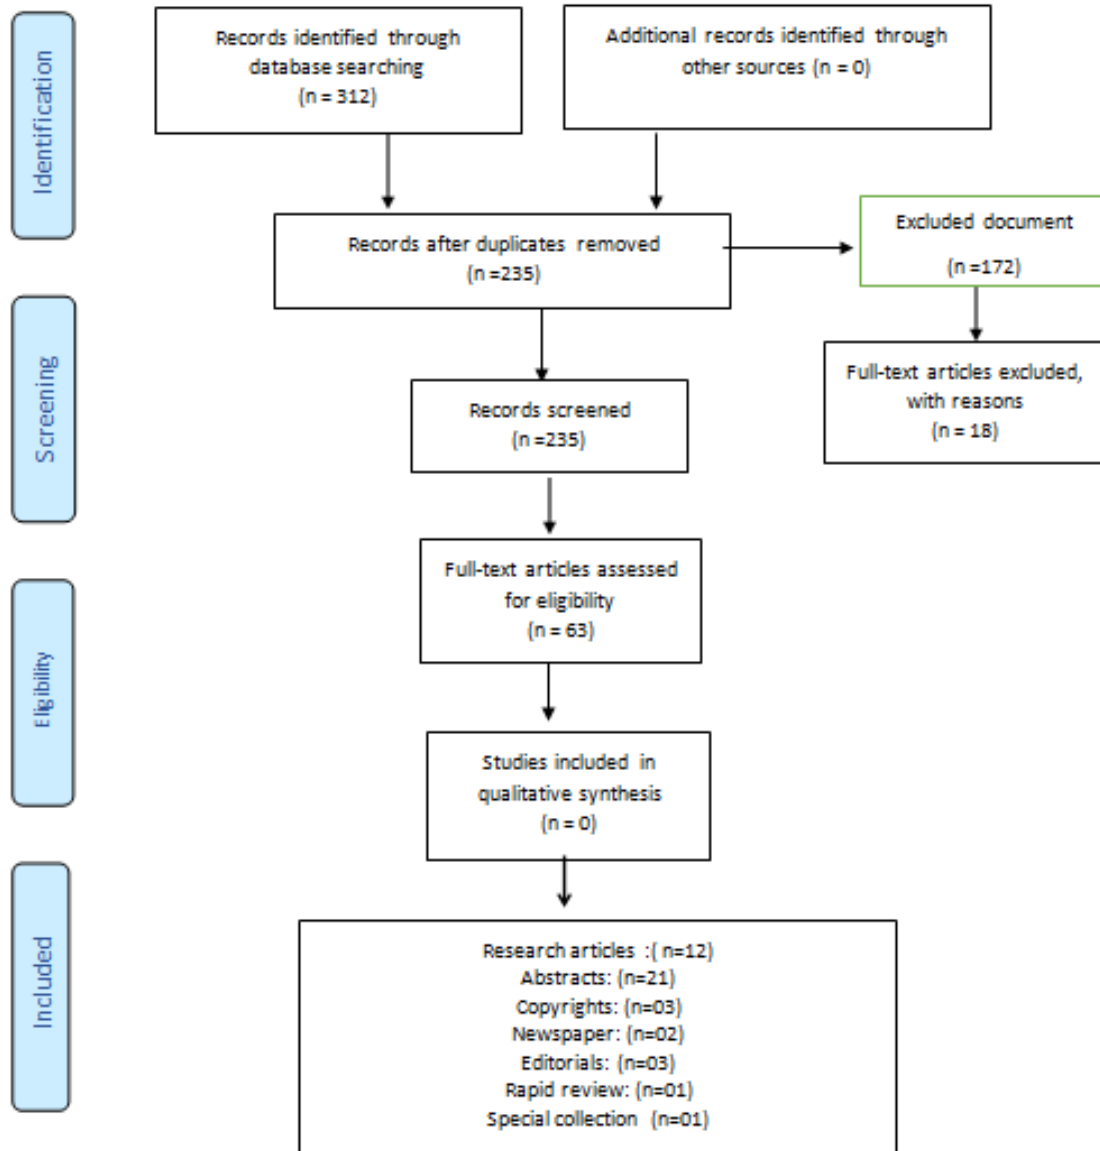 Identification
Records identified through
database searching
(n = 312)
Additional records identified through
other sources (n = 0)
Records after duplicates removed
(n =235)
Excluded document
(n =172)
Screening
Records screened
(n =235)
Full-text articles excluded,
with reasons
(n = 18)
Eligibility
Full-text articles assessed
for eligibility
(n = 63)
Studies included in
qualitative synthesis
(n = 0)
Included
Research articles :( n=12)
Abstracts: (n=21)
Copyrights: (n=03)
Newspaper: (n=02)
Editorials: (n=03)
Rapid review: (n=01)
Special collection (n=01)